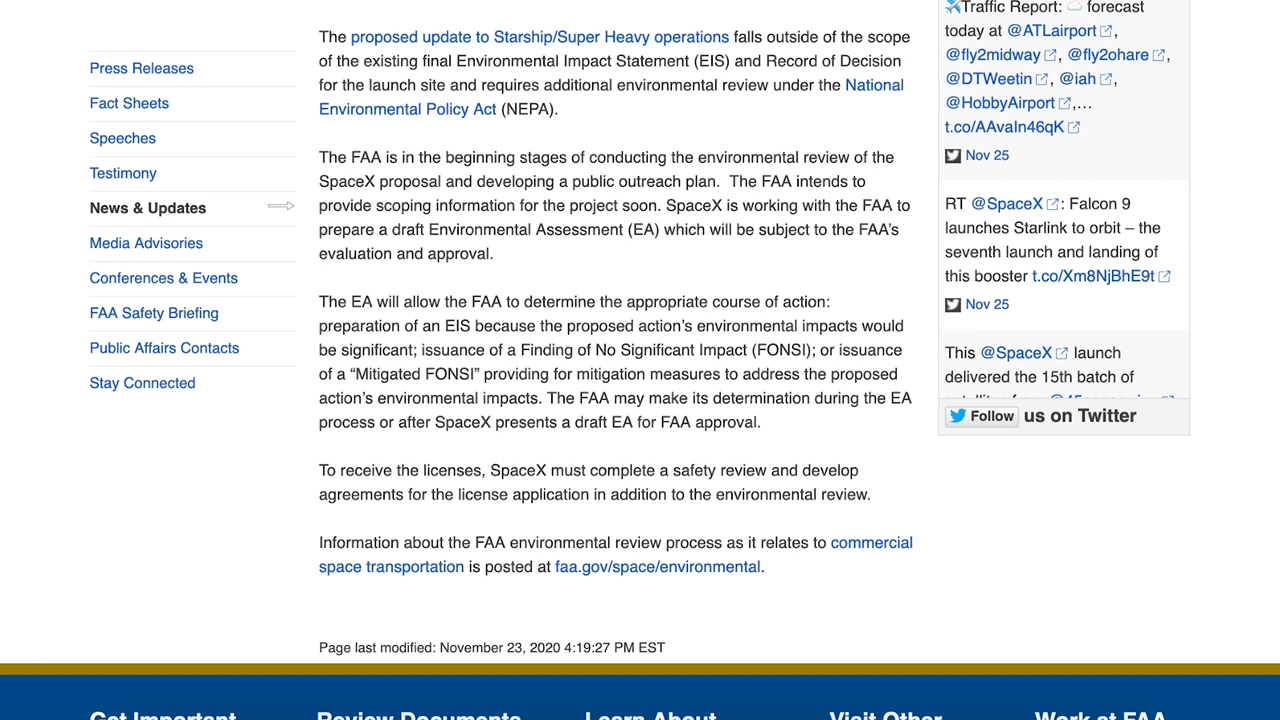 Press Releases
Fact Sheets
Speeches
Testimony
News & Updates
Media Advisories
Conferences & Events
FAA Safety Briefing
Public Affairs Contacts
Stay Connected
The proposed update to Starship/Super Heavy operations falls outside of the scope
of the existing final Environmental Impact Statement (EIS) and Record of Decision
for the launch site and requires additional environmental review under the National
Environmental Policy Act (NEPA).
The FAA is in the beginning stages of conducting the environmental review of the
SpaceX proposal and developing a public outreach plan.  The FAA intends to
provide scoping information for the project soon. SpaceX is working with the FAA to
prepare a draft Environmental Assessment (EA) which will be subject to the FAA's
evaluation and approval.
The EA will allow the FAA to determine the appropriate course of action:
preparation of an EIS because the proposed action's environmental impacts would
be significant; issuance of a Finding of No Significant Impact (FONSI); or issuance
of a “Mitigated FONSI” providing for mitigation measures to address the proposed
action's environmental impacts. The FAA may make its determination during the EA
process or after SpaceX presents a draft EA for FAA approval.
To receive the licenses, SpaceX must complete a safety review and develop
agreements for the license application in addition to the environmental review.
Information about the FAA environmental review process as it relates to commercial
space transportation is posted at faa.gov/space/environmental.
Page last modified: November 23, 2020 4:19:27 PM EST
Traffic Report: forecast
today at @ATLairport,
@fly2midway, @fly2ohare,
@DTWeetin, @iah,
@HobbyAirport,…
t.co/AAvaIn46qK
Nov 25
RT @SpaceX: Falcon 9
launches Starlink to orbit – the
seventh launch and landing of
this booster t.co/Xm8NjBhE9t
Nov 25
This @SpaceX launch
delivered the 15th batch of
Follow us on Twitter
Get Important
Review Documents
Learn About
Visit Other
Work at FAA